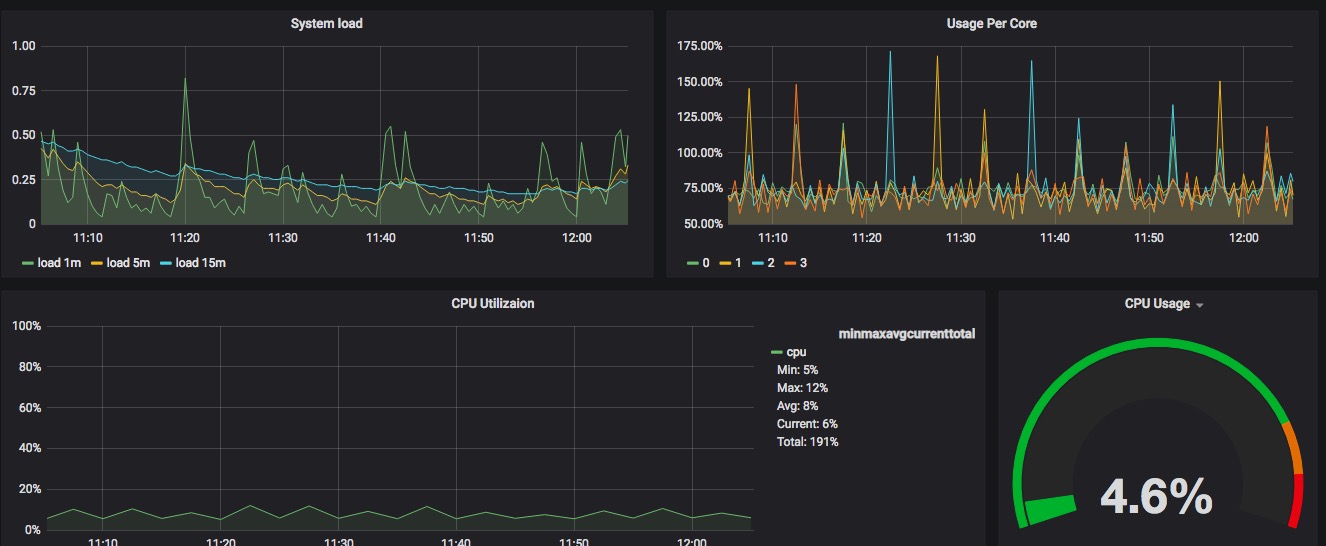 System load
1.00
0.75
0.50
0.25
0
11:10 11:20 11:30 11:40 11:50 12:00
load 1m load 5m load 15m
Usage Per Core
175.00%
150.00%
125.00%
100.00%
75.00%
50.00%
11:10 11:20 11:30 11:40 11:50 12:00
0 1 2 3
CPU Utilizaion
100%
80%
60%
40%
20%
0%
11:10 11:20 11:30 11:40 11:50 12:00
minmaxavgcurrenttotal
cpu
Min: 5%
Max: 12%
Avg: 8%
Current: 6%
Total: 191%
CPU Usage
4.6%